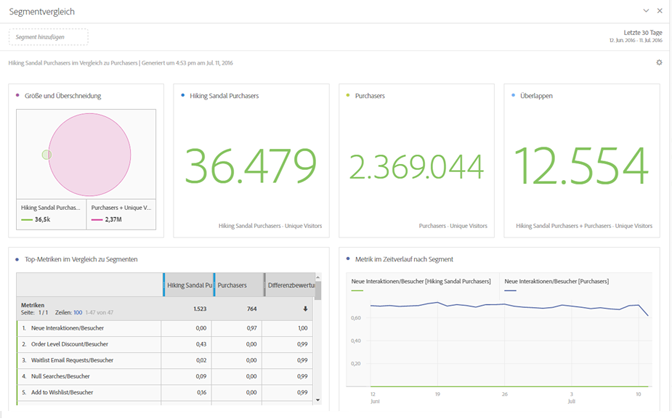 Segmentvergleich
Segment hinzufügen
Letzte 30 Tage
12. Jun. 2016 - 11. Jul. 2016
Hiking Sandal Purchasers im Vergleich zu Purchasers | Generiert um 4:53 pm am Jul. 11, 2016
Größe und Überschneidung
Hiking Sandal Purchas...
36,5k
Purchasers + Unique V...
2,37M
Hiking Sandal Purchasers
36.479
Hiking Sandal Purchasers - Unique Visitors
Purchasers
2.369.044
Purchasers - Unique Visitors
Überlappen
12.554
Hiking Sandal Purchasers + Purchasers - Unique Visitors
Top-Metriken im Vergleich zu Segmenten
Hiking Sandal Pu Purchasers Differenzbewertu
Metriken
Seite: 1 / 1 Zeilen: 100 1-47 von 47
1.523 764
1. Neue Interaktionen/Besucher 0,00 0,97 1,00
2. Order Level Discount/Besucher 0,43 0,00 0,99
3. Waitlist Email Requests/Besucher 0,02 0,00 0,99
4. Null Searches/Besucher 0,09 0,00 0,99
5. Add to Wishlist/Besucher 0,16 0,00 0,99
Metrik im Zeitverlauf nach Segment
Neue Interaktionen/Besucher [Hiking Sandal Purchasers]
Neue Interaktionen/Besucher [Purchasers]
0,60
0,40
0,20
12 19 26 3 10
Juni Juli